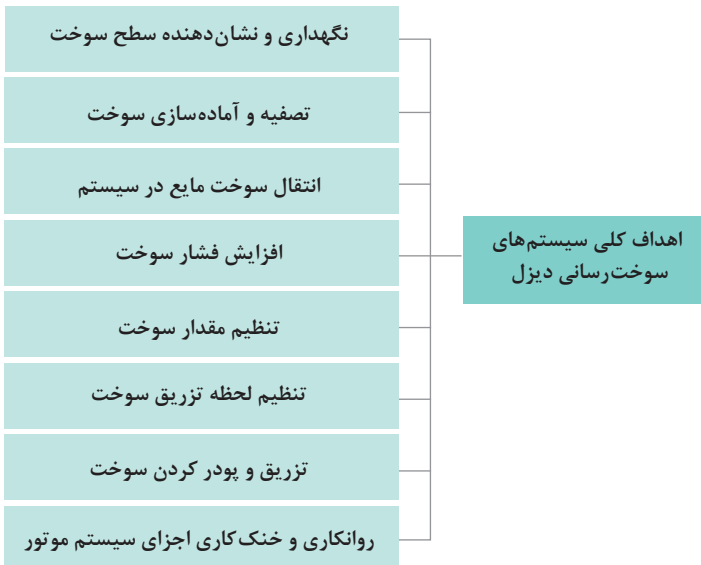 اهداف کلی سیستم‌های
سوخت‌رسانی دیزل
نگهداری و نشان‌دهنده سطح سوخت
تصفیه و آماده‌سازی سوخت
انتقال سوخت مایع در سیستم
افزایش فشار سوخت
تنظیم مقدار سوخت
تنظیم لحظه تزریق سوخت
تزریق و پودر کردن سوخت
روانکاری و خنک‌کاری اجزای سیستم موتور